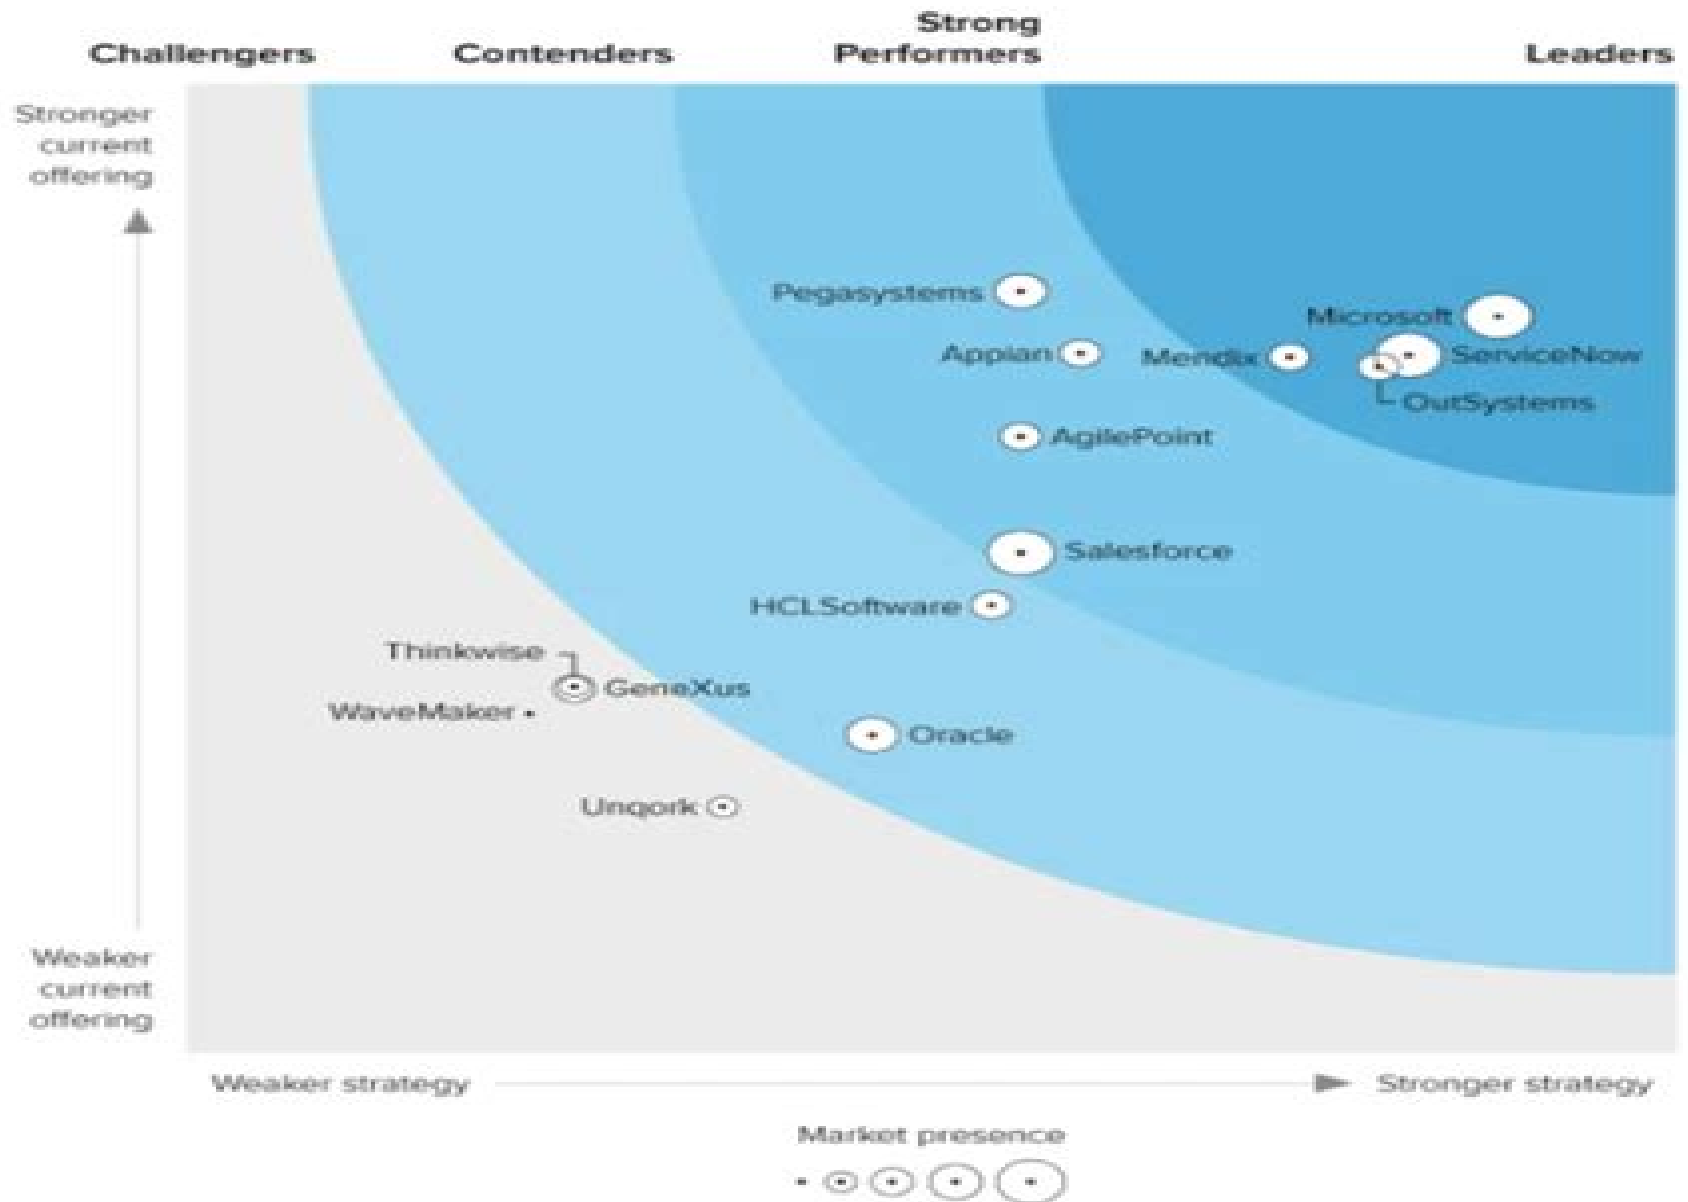 Strong
Challengers Contenders Performers Leaders
Stronger
current
offering
Pegasystems
Microsoft
Appian Mendix ServiceNow
OutSystems
AgilePoint
Salesforce
HCLSoftware
Thinkwise
GeneXus
WaveMaker
Oracle
Unqork
Weaker
current
offering
Weaker strategy Stronger strategy
Market presence